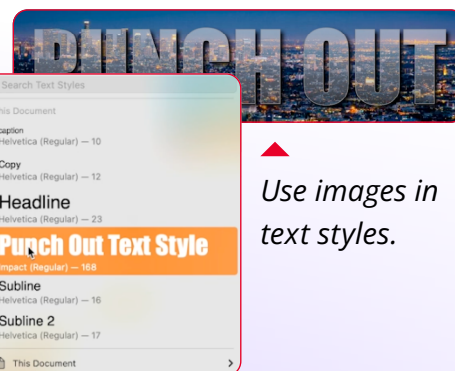 PUNCH OUT
Search Text Styles
his Document
caption
Helvetica (Regular) — 10
Copy
Helvetica (Regular) — 12
Headline
Helvetica (Regular) — 23
Punch Out Text Style
Impact (Regular) — 168
Subline
Helvetica (Regular) — 16
Subline 2
Helvetica (Regular) — 17
This Document
Use images in
text styles.